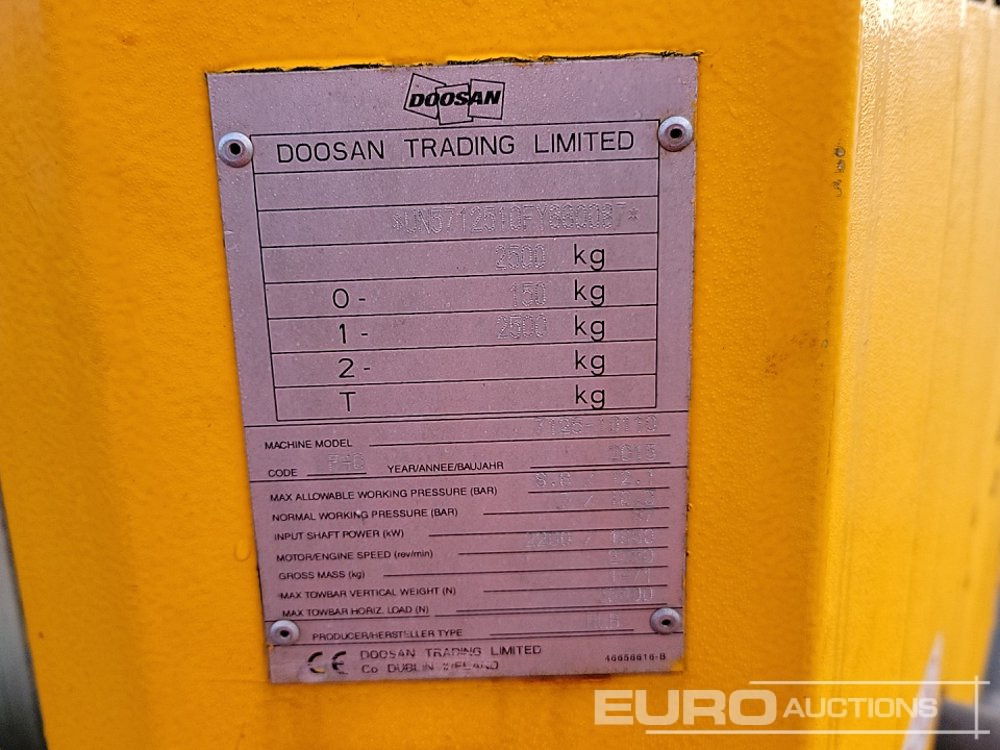 DOOSAN
DOOSAN TRADING LIMITED
2500 kg
0- 150 kg
1- 2500 kg
2- kg
T kg
MACHINE MODEL
CODE YEAR/ANNEE/BAUJAHR 2015
MAX ALLOWABLE WORKING PRESSURE (BAR)
NORMAL WORKING PRESSURE (BAR)
INPUT SHAFT POWER (kW)
MOTOR/ENGINE SPEED (rev/min)
GROSS MASS (kg)
MAX TOWBAR VERTICAL WEIGHT (N)
MAX TOWBAR HORIZ. LOAD (N)
PRODUCER/HERSTELLER TYPE
CE DOOSAN TRADING LIMITED
Co DUBLIN IRELAND
46658616-B
EURO AUCTIONS